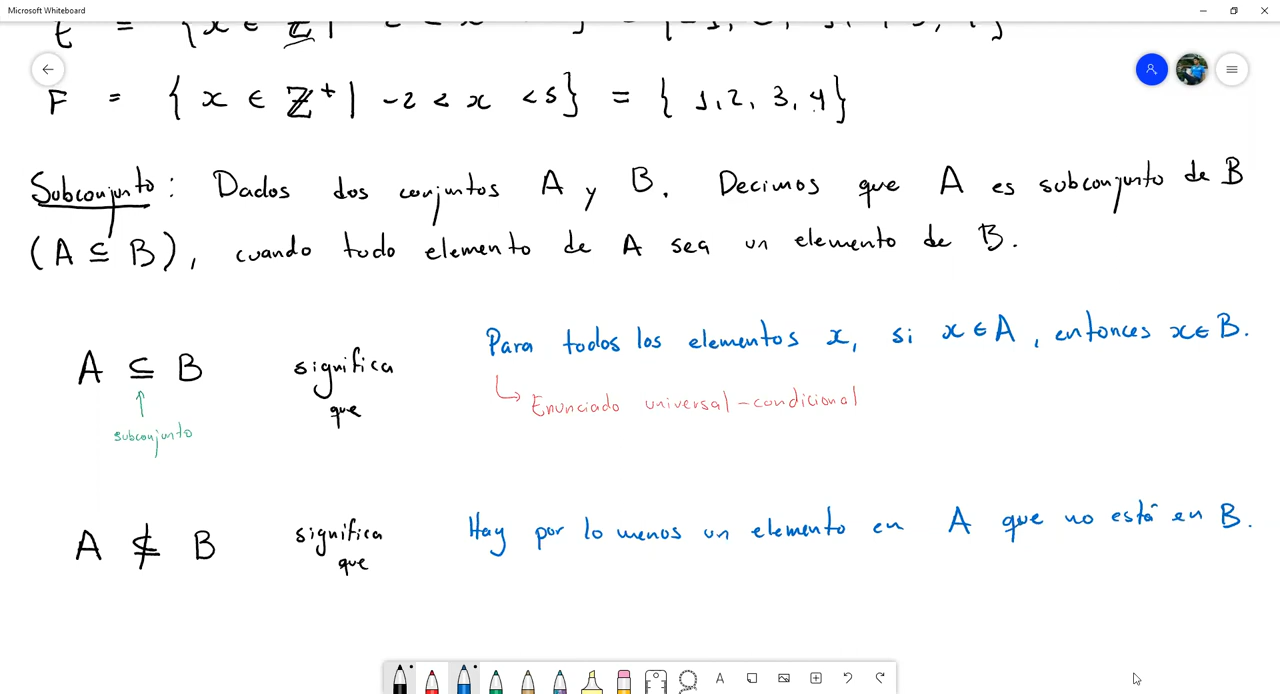 Microsoft Whiteboard
F = { x ∈ ℤ⁺ | -2 < x < 5} = { 1, 2, 3, 4}
Subconjunto : Dados dos conjuntos A y B. Decimos que A es subconjunto de B
(A ⊆ B), cuando todo elemento de A sea un elemento de B.
A ⊆ B significa que Para todos los elementos x, si x ∈ A, entonces x ∈ B.
↳ Enunciado universal-condicional
↑
subconjunto
A ⊈ B significa que Hay por lo menos un elemento en A que no está en B.
A